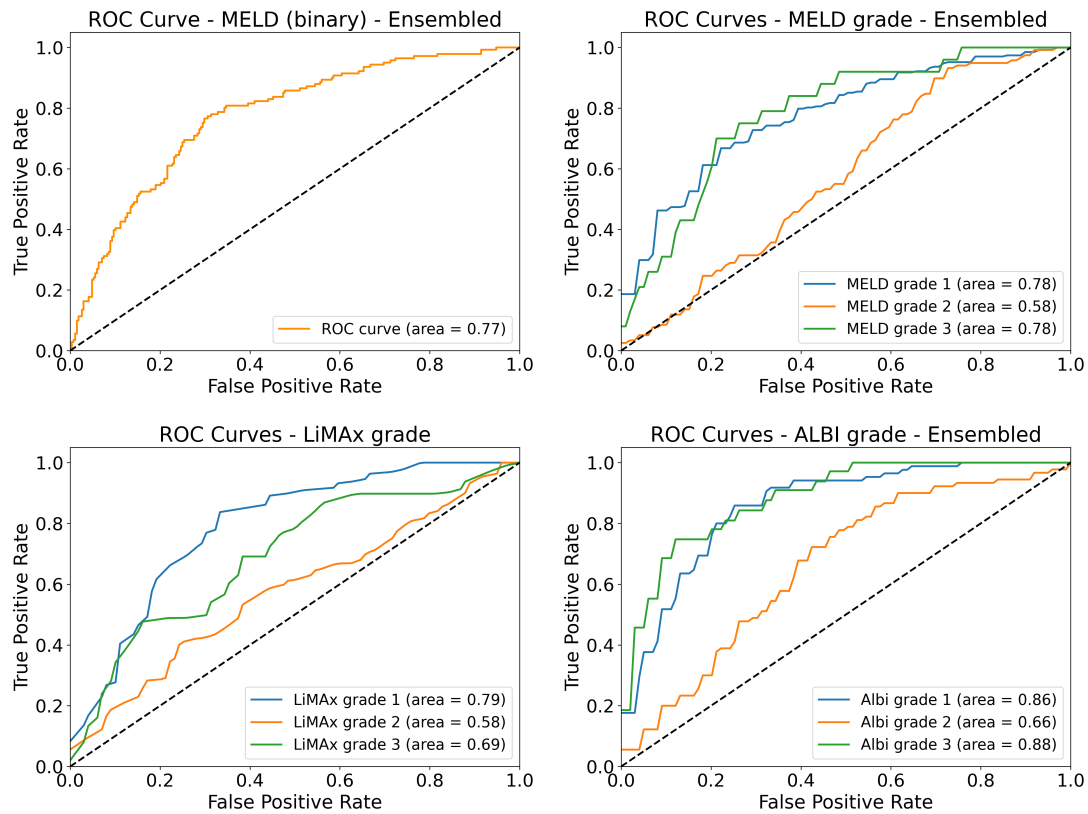 ROC Curve - MELD (binary) - Ensembled
1.0
0.8
0.6
0.4
0.2
0.0
True Positive Rate
ROC curve (area = 0.77)
0.0 0.2 0.4 0.6 0.8 1.0
False Positive Rate
ROC Curves - MELD grade - Ensembled
1.0
0.8
0.6
0.4
0.2
0.0
True Positive Rate
MELD grade 1 (area = 0.78)
MELD grade 2 (area = 0.58)
MELD grade 3 (area = 0.78)
0.0 0.2 0.4 0.6 0.8 1.0
False Positive Rate
ROC Curves - LiMAx grade
1.0
0.8
0.6
0.4
0.2
0.0
True Positive Rate
LiMAx grade 1 (area = 0.79)
LiMAx grade 2 (area = 0.58)
LiMAx grade 3 (area = 0.69)
0.0 0.2 0.4 0.6 0.8 1.0
False Positive Rate
ROC Curves - ALBI grade - Ensembled
1.0
0.8
0.6
0.4
0.2
0.0
True Positive Rate
Albi grade 1 (area = 0.86)
Albi grade 2 (area = 0.66)
Albi grade 3 (area = 0.88)
0.0 0.2 0.4 0.6 0.8 1.0
False Positive Rate